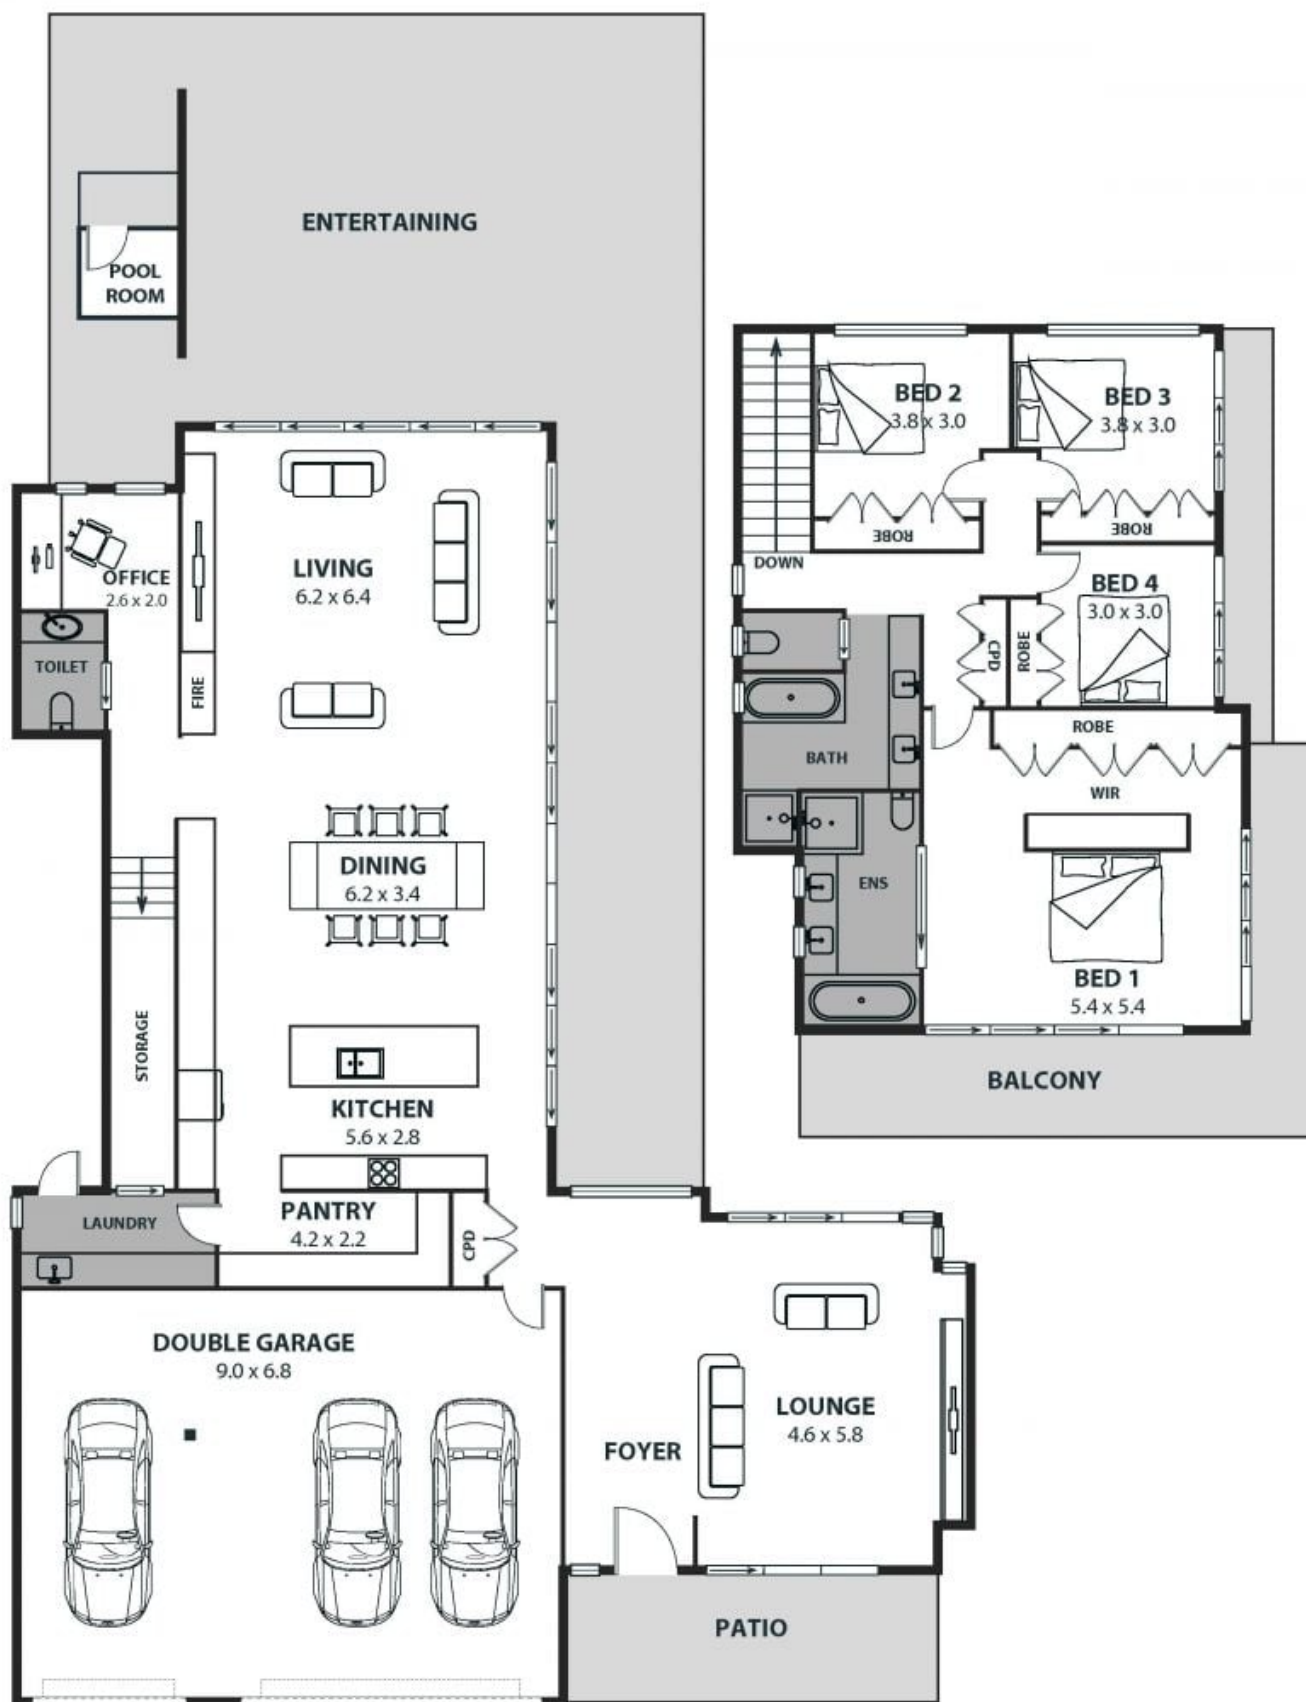 ENTERTAINING
POOL
ROOM
OFFICE
2.6 x 2.0
TOILET
FIRE
LIVING
6.2 x 6.4
DINING
6.2 x 3.4
STORAGE
KITCHEN
5.6 x 2.8
LAUNDRY
PANTRY
4.2 x 2.2
CPD
DOUBLE GARAGE
9.0 x 6.8
FOYER
LOUNGE
4.6 x 5.8
PATIO
BED 2
3.8 x 3.0
BED 3
3.8 x 3.0
ROBE
ROBE
DOWN
BED 4
3.0 x 3.0
CPD
ROBE
ROBE
BATH
WIR
ENS
BED 1
5.4 x 5.4
BALCONY